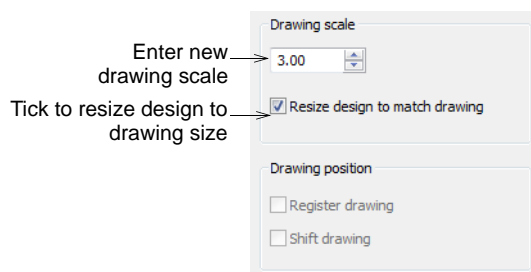 Drawing scale
Enter new
drawing scale
3.00
Tick to resize design to
drawing size
Resize design to match drawing
Drawing position
Register drawing
Shift drawing